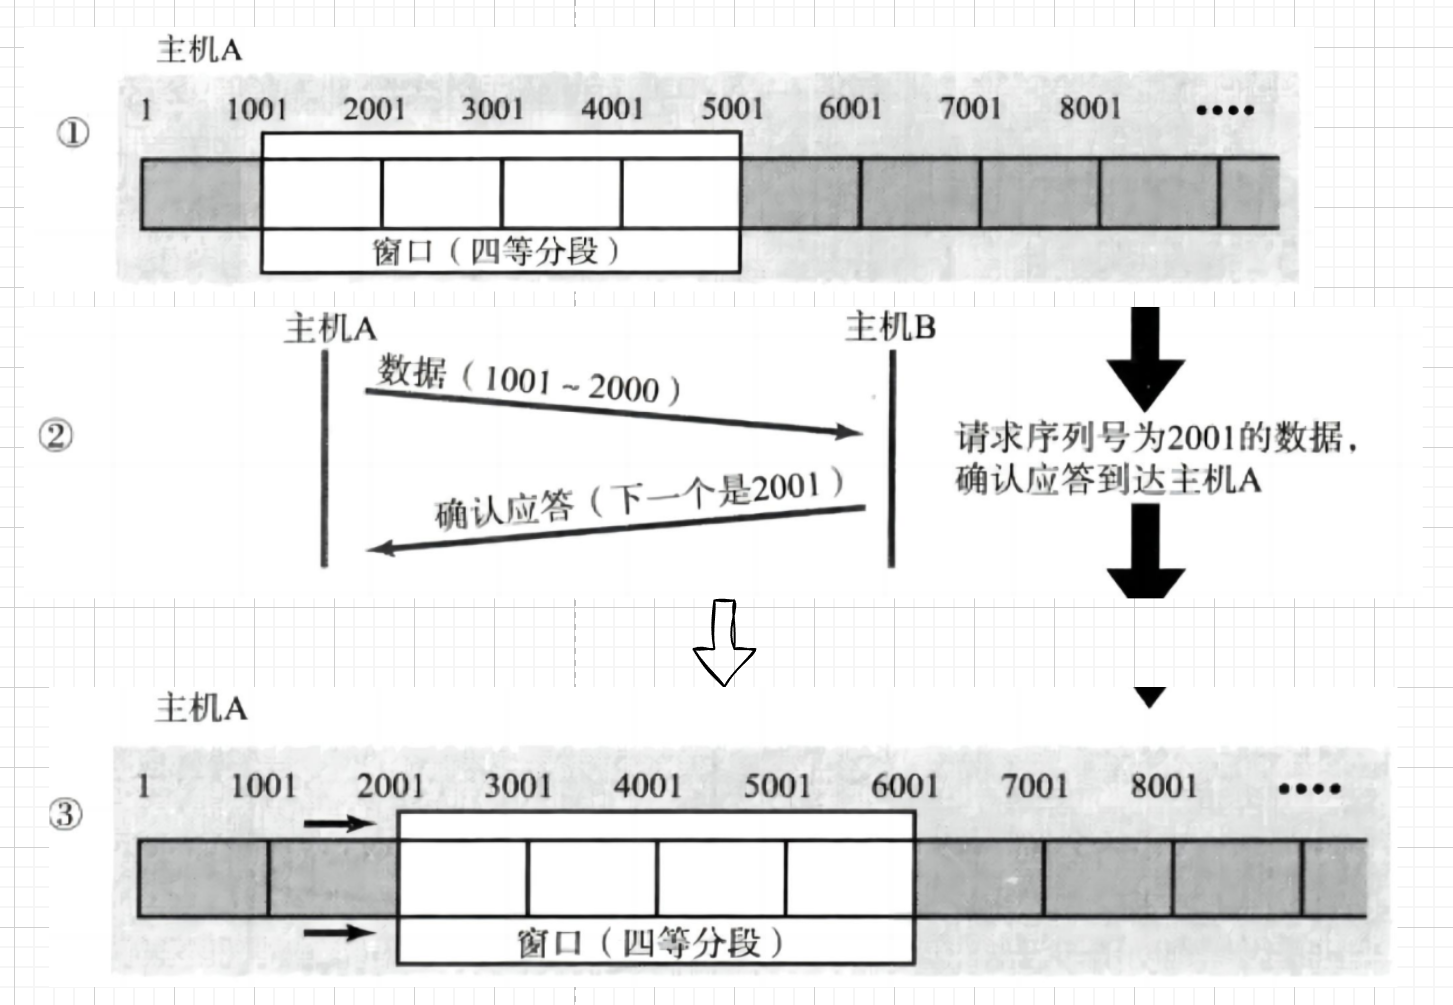 主机A
1 1001 2001 3001 4001 5001 6001 7001 8001 ••••
①
窗口（四等分段）
主机A
主机B
数据（1001～2000）
②
请求序列号为2001的数据，
确认应答到达主机A
确认应答（下一个是2001）
主机A
1 1001 2001 3001 4001 5001 6001 7001 8001 ••••
③
窗口（四等分段）